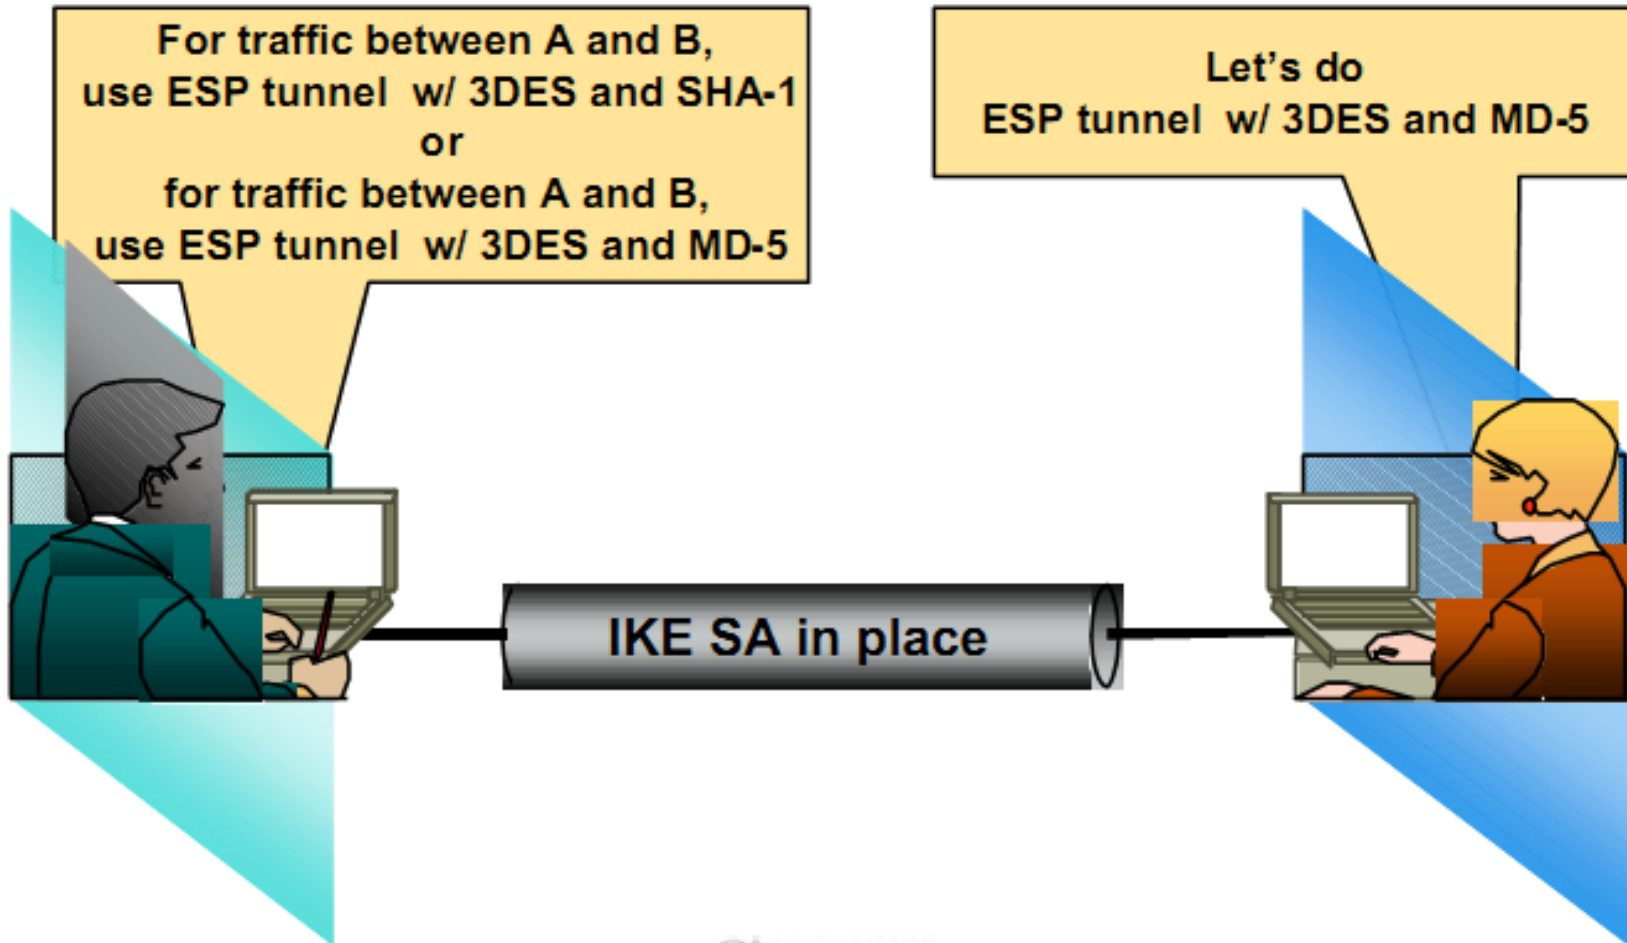 For traffic between A and B,
use ESP tunnel w/ 3DES and SHA-1
or
for traffic between A and B,
use ESP tunnel w/ 3DES and MD-5
Let's do
ESP tunnel w/ 3DES and MD-5
IKE SA in place